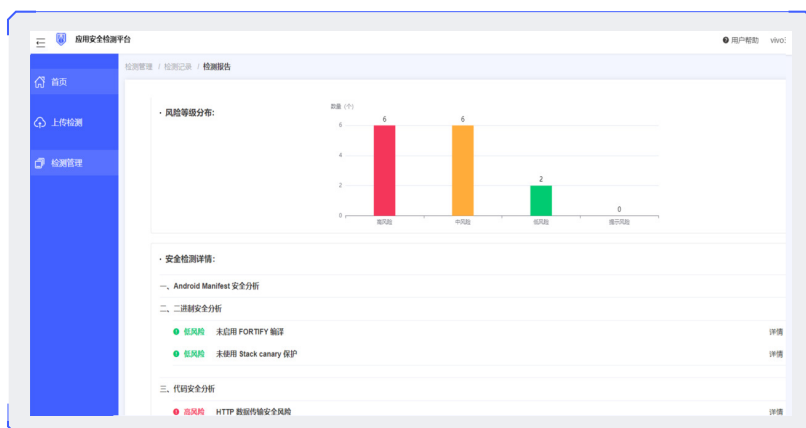 应用安全检测平台
用户帮助 vivo
检测管理 / 检测记录 / 检测报告
首页
上传检测
检测管理
· 风险等级分布:
数量（个）
6
4
2
0
6
6
2
0
高风险
中风险
低风险
提示风险
· 安全检测详情:
一、Android Manifest 安全分析
二、二进制安全分析
低风险 未启用 FORTIFY 编译 详情
低风险 未使用 Stack canary 保护 详情
三、代码安全分析
高风险 HTTP 数据传输安全风险 详情